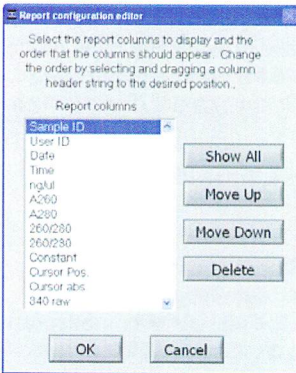 Report configuration editor
Select the report columns to display and the
order that the columns should appear. Change
the order by selecting and dragging a column
header string to the desired position..
Report columns
Sample ID
User ID
Date
Time
ng/ul
A260
A280
260/280
260/230
Constant
Cursor Pos.
Cursor abs
340 raw
Show All
Move Up
Move Down
Delete
OK
Cancel